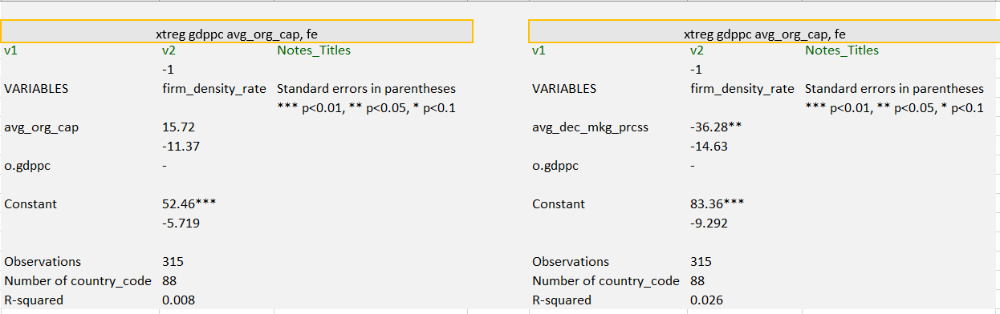 xtreg gdppc avg_org_cap, fe
v1 v2 Notes_Titles
-1
VARIABLES firm_density_rate Standard errors in parentheses
*** p<0.01, ** p<0.05, * p<0.1
avg_org_cap 15.72
-11.37
o.gdppc -
Constant 52.46***
-5.719
Observations 315
Number of country_code 88
R-squared 0.008
xtreg gdppc avg_org_cap, fe
v1 v2 Notes_Titles
-1
VARIABLES firm_density_rate Standard errors in parentheses
*** p<0.01, ** p<0.05, * p<0.1
avg_dec_mkg_prcss -36.28**
-14.63
o.gdppc -
Constant 83.36***
-9.292
Observations 315
Number of country_code 88
R-squared 0.026